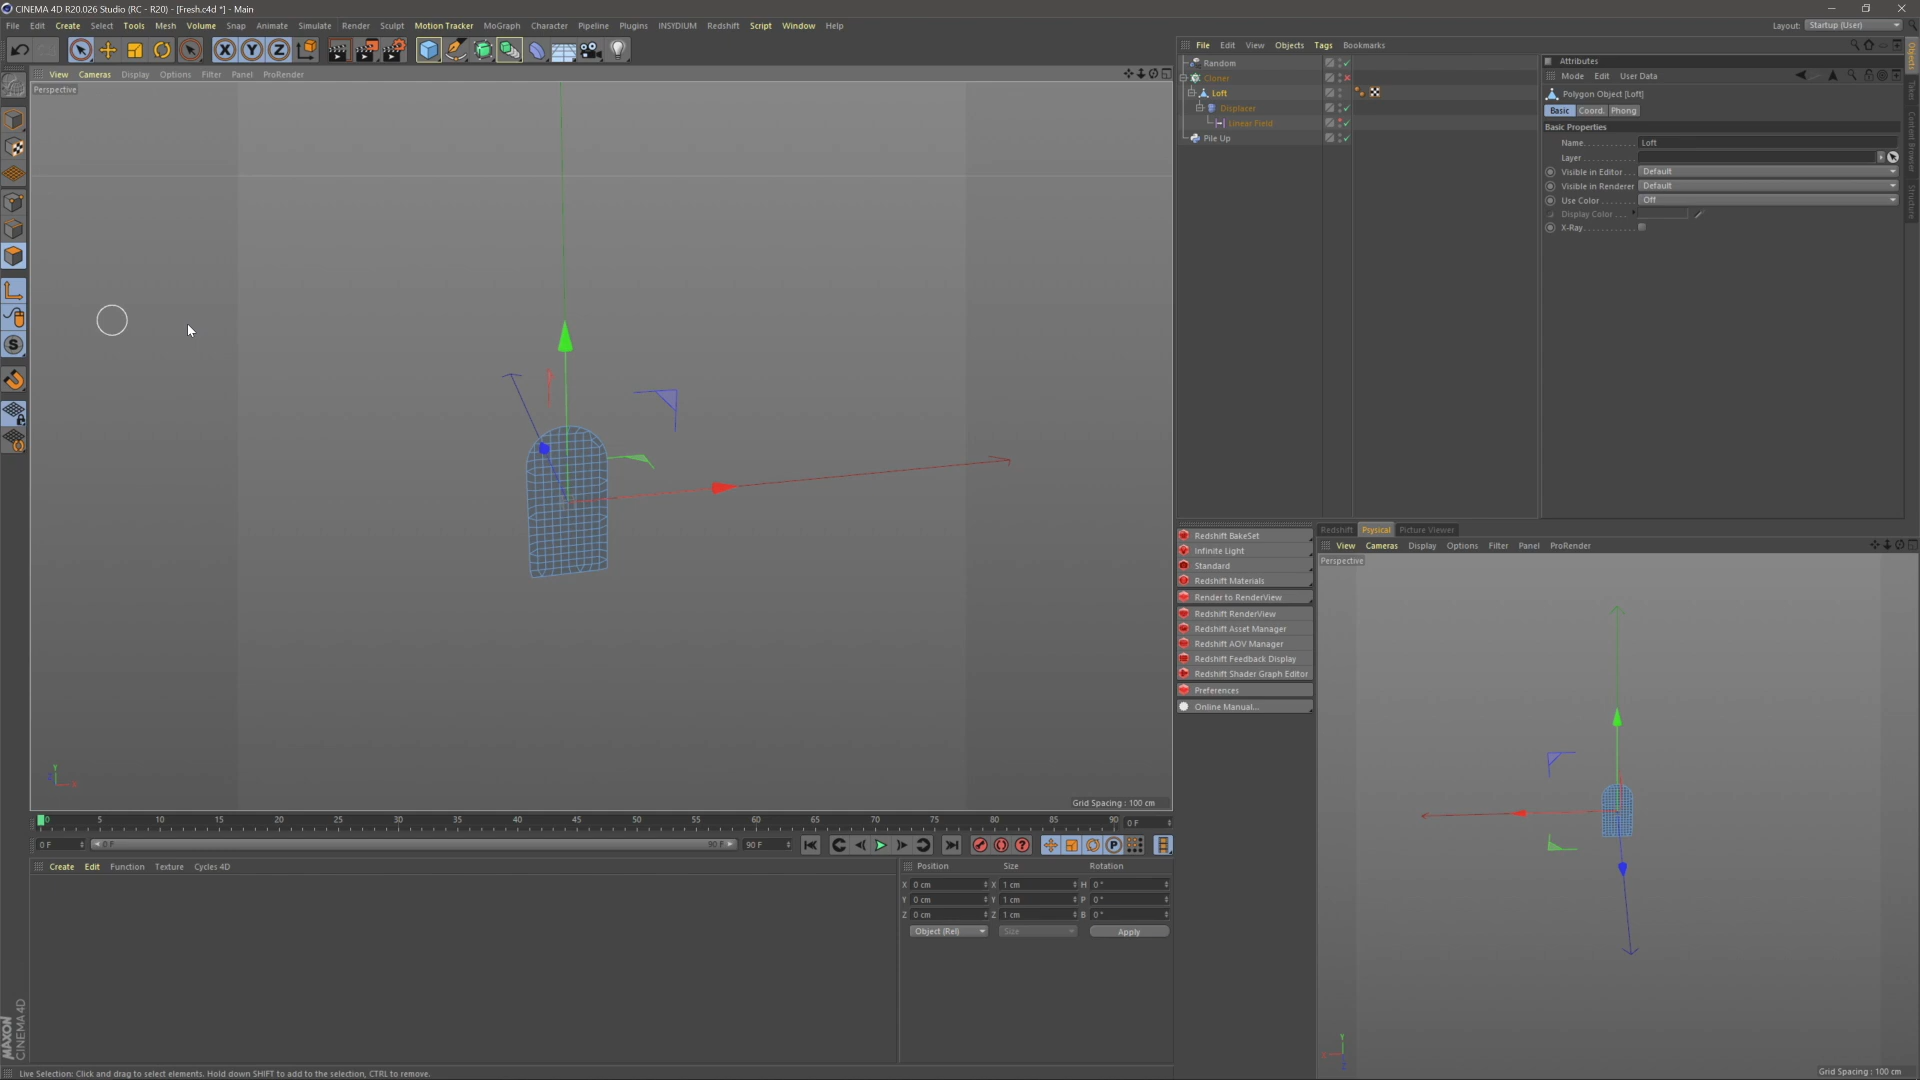 CINEMA 4D R20.026 Studio (RC - R20) - [Fresh.c4d *] - Main
File Edit Create Select Tools Mesh Volume Snap Animate Simulate Render Sculpt Motion Tracker MoGraph Character Pipeline Plugins INSYDIUM Redshift Script Window Help
Layout: Startup (User)
View Cameras Display Options Filter Panel ProRender
Perspective
Grid Spacing : 100 cm
File Edit View Objects Tags Bookmarks
Random
Cloner
Loft
Displacer
Linear Field
Pile Up
Attributes
Mode Edit User Data
Polygon Object [Loft]
Basic Coord. Phong
Basic Properties
Name Loft
Layer
Visible in Editor Default
Visible in Renderer Default
Use Color Off
Display Color
X-Ray
Objects
Takes
Content Browser
Structure
Redshift BakeSet
Infinite Light
Standard
Redshift Materials
Render to RenderView
Redshift RenderView
Redshift Asset Manager
Redshift AOV Manager
Redshift Feedback Display
Redshift Shader Graph Editor
Preferences
Online Manual...
Redshift Psyical Picture Viewer
View Cameras Display Options Filter Panel ProRender
Perspective
Grid Spacing : 100 cm
0 5 10 15 20 25 30 35 40 45 50 55 60 65 70 75 80 85 90 0 F
0 F 0 F 90 F 90 F
Create Edit Function Texture Cycles 4D
Position Size Rotation
X 0 cm X 1 cm H 0 °
Y 0 cm Y 1 cm P 0 °
Z 0 cm Z 1 cm B 0 °
Object (Rel) Size Apply
MAXON
CINEMA 4D
Live Selection: Click and drag to select elements. Hold down SHIFT to add to the selection, CTRL to remove.